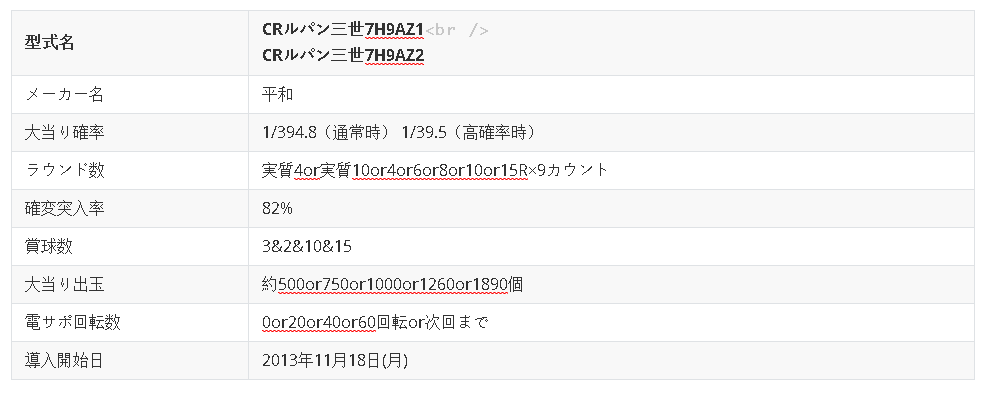 型式名
CRルパン三世7H9AZ1<br />
CRルパン三世7H9AZ2
メーカー名
平和
大当り確率
1/394.8（通常時） 1/39.5（高確率時）
ラウンド数
実質4or実質10or4or6or8or10or15R×9カウント
確変突入率
82%
賞球数
3&2&10&15
大当り出玉
約500or750or1000or1260or1890個
電サポ回転数
0or20or40or60回転or次回まで
導入開始日
2013年11月18日(月)